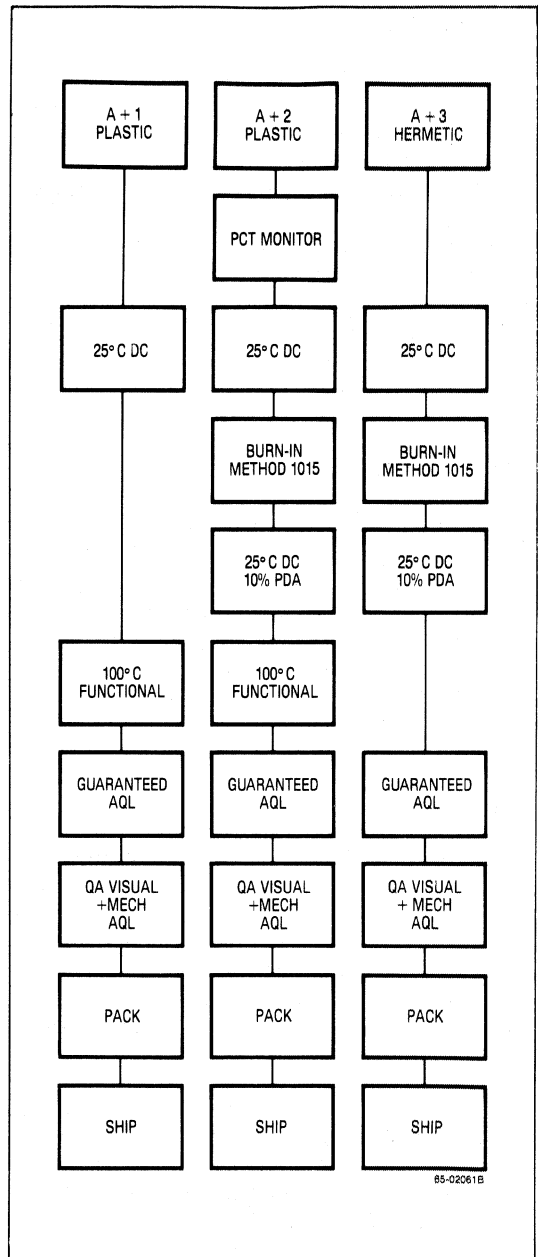 A + 1
PLASTIC
A + 2
PLASTIC
A + 3
HERMETIC
PCT MONITOR
25° C DC
25° C DC
25° C DC
BURN-IN
METHOD 1015
BURN-IN
METHOD 1015
25° C DC
10% PDA
25° C DC
10% PDA
100° C
FUNCTIONAL
100° C
FUNCTIONAL
GUARANTEED
AQL
GUARANTEED
AQL
GUARANTEED
AQL
QA VISUAL
+MECH
AQL
QA VISUAL
+MECH
AQL
QA VISUAL
+ MECH
AQL
PACK
PACK
PACK
SHIP
SHIP
SHIP
65-02061B